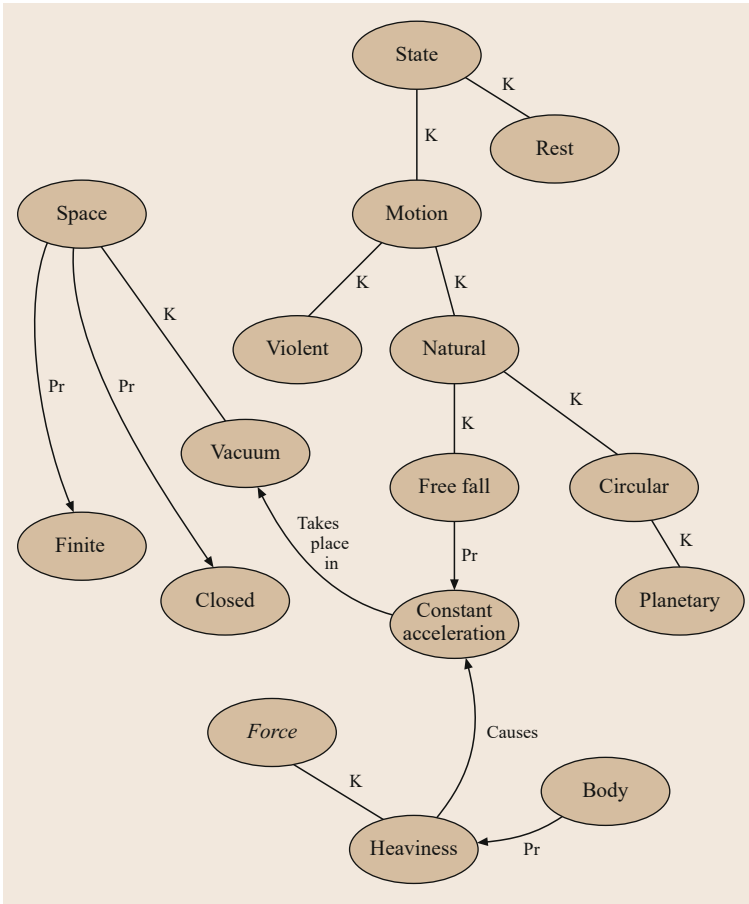 State
K
Rest
K
Space
Motion
K
K
K
Violent
Natural
Pr
Pr
K
K
Vacuum
Free fall
Circular
Takes
place
in
Finite
Pr
K
Closed
Constant
acceleration
Planetary
Force
Causes
K
Body
Heaviness
Pr